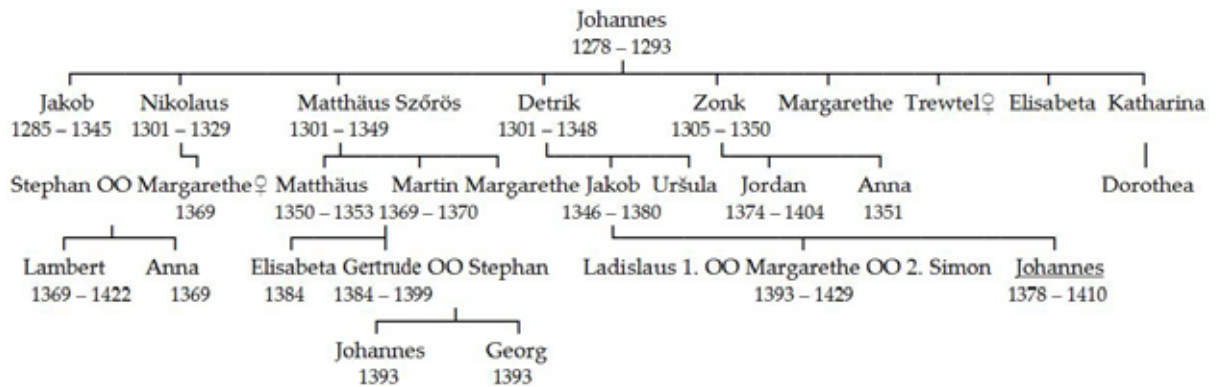 Johannes
1278 – 1293
Jakob Nikolaus Matthäus Szőrös Detrik Zonk Margarethe Trewtel♀ Elisabeta Katharina
1285 – 1345 1301 – 1329 1301 – 1349 1301 – 1348 1305 – 1350
Stephan OO Margarethe♀ Matthäus Martin Margarethe Jakob Uršula Jordan Anna Dorothea
1369 1350 – 1353 1369 – 1370 1346 – 1380 1374 – 1404 1351
Lambert Anna Elisabeta Gertrude OO Stephan Ladislaus 1. OO Margarethe OO 2. Simon Johannes
1369 – 1422 1369 1384 1384 – 1399 1393 – 1429 1378 – 1410
Johannes Georg
1393 1393